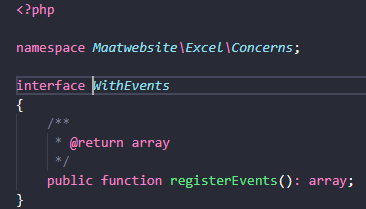 <?php
namespace Maatwebsite\Excel\Concerns;
interface WithEvents
{
    /**
     * @return array
     */
    public function registerEvents(): array;
}